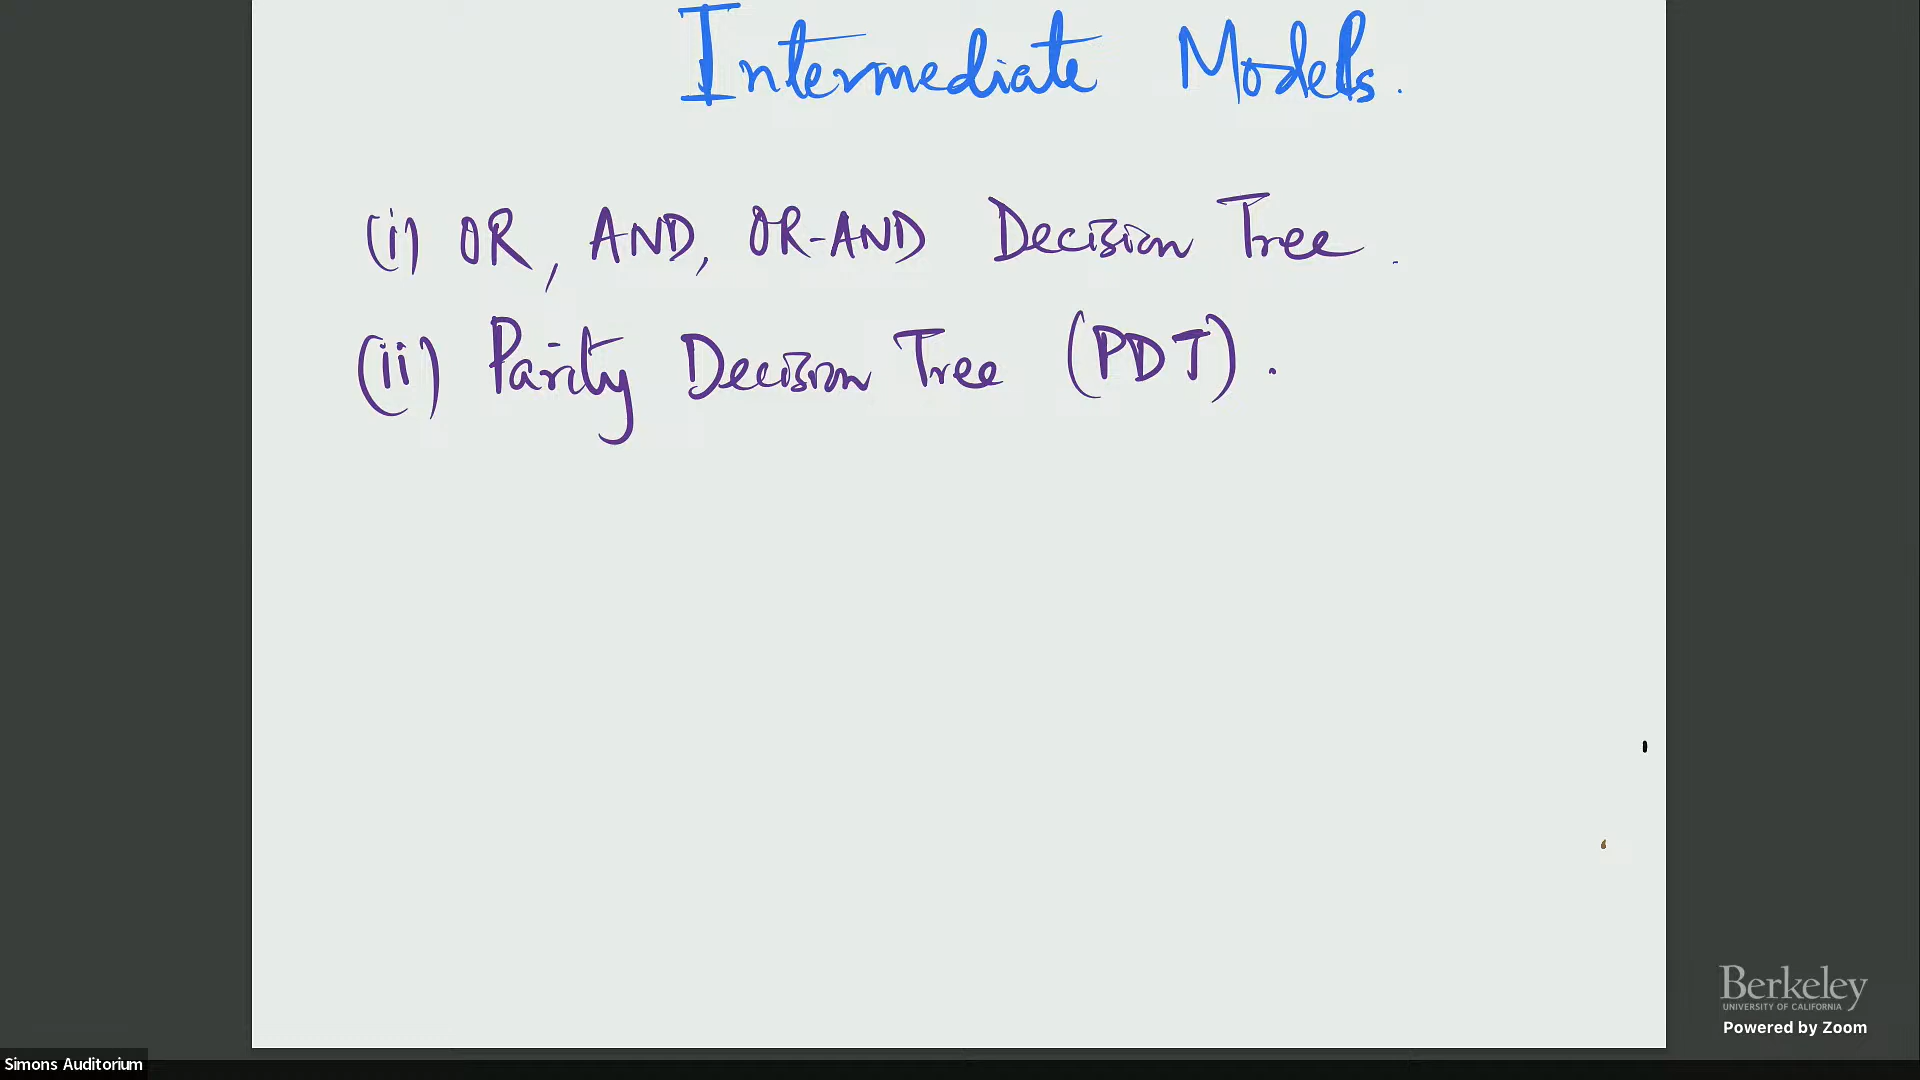 Intermediate Models.
(i) OR, AND, OR-AND Decision Tree.
(ii) Parity Decision Tree (PDT).
Berkeley
UNIVERSITY OF CALIFORNIA
Powered by Zoom
Simons Auditorium